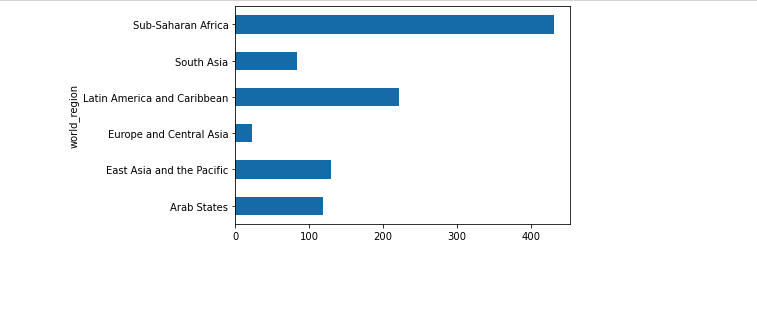 Sub-Saharan Africa
South Asia
Latin America and Caribbean
Europe and Central Asia
East Asia and the Pacific
Arab States
world_region
0 100 200 300 400